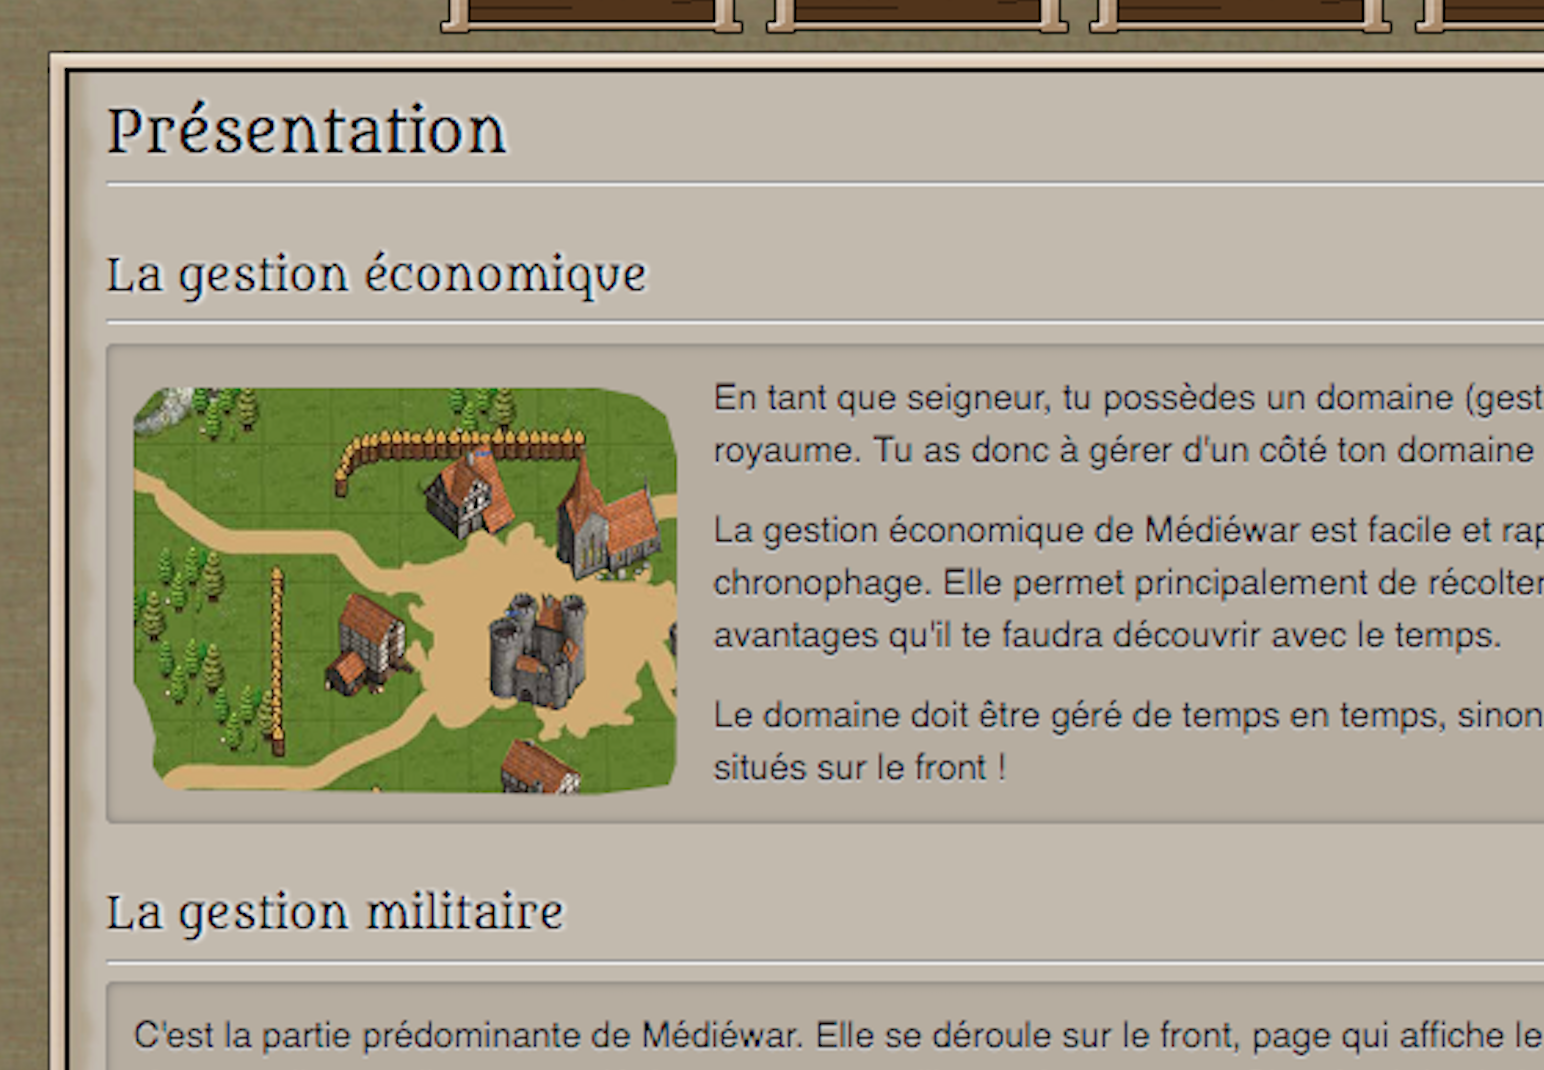 Présentation
La gestion économique
En tant que seigneur, tu possèdes un domaine (gest
royaume. Tu as donc à gérer d'un côté ton domaine
La gestion économique de Médiéwar est facile et rap
chronophage. Elle permet principalement de récolter
avantages qu'il te faudra découvrir avec le temps.
Le domaine doit être géré de temps en temps, sinon
situés sur le front !
La gestion militaire
C'est la partie prédominante de Médiéwar. Elle se déroule sur le front, page qui affiche le